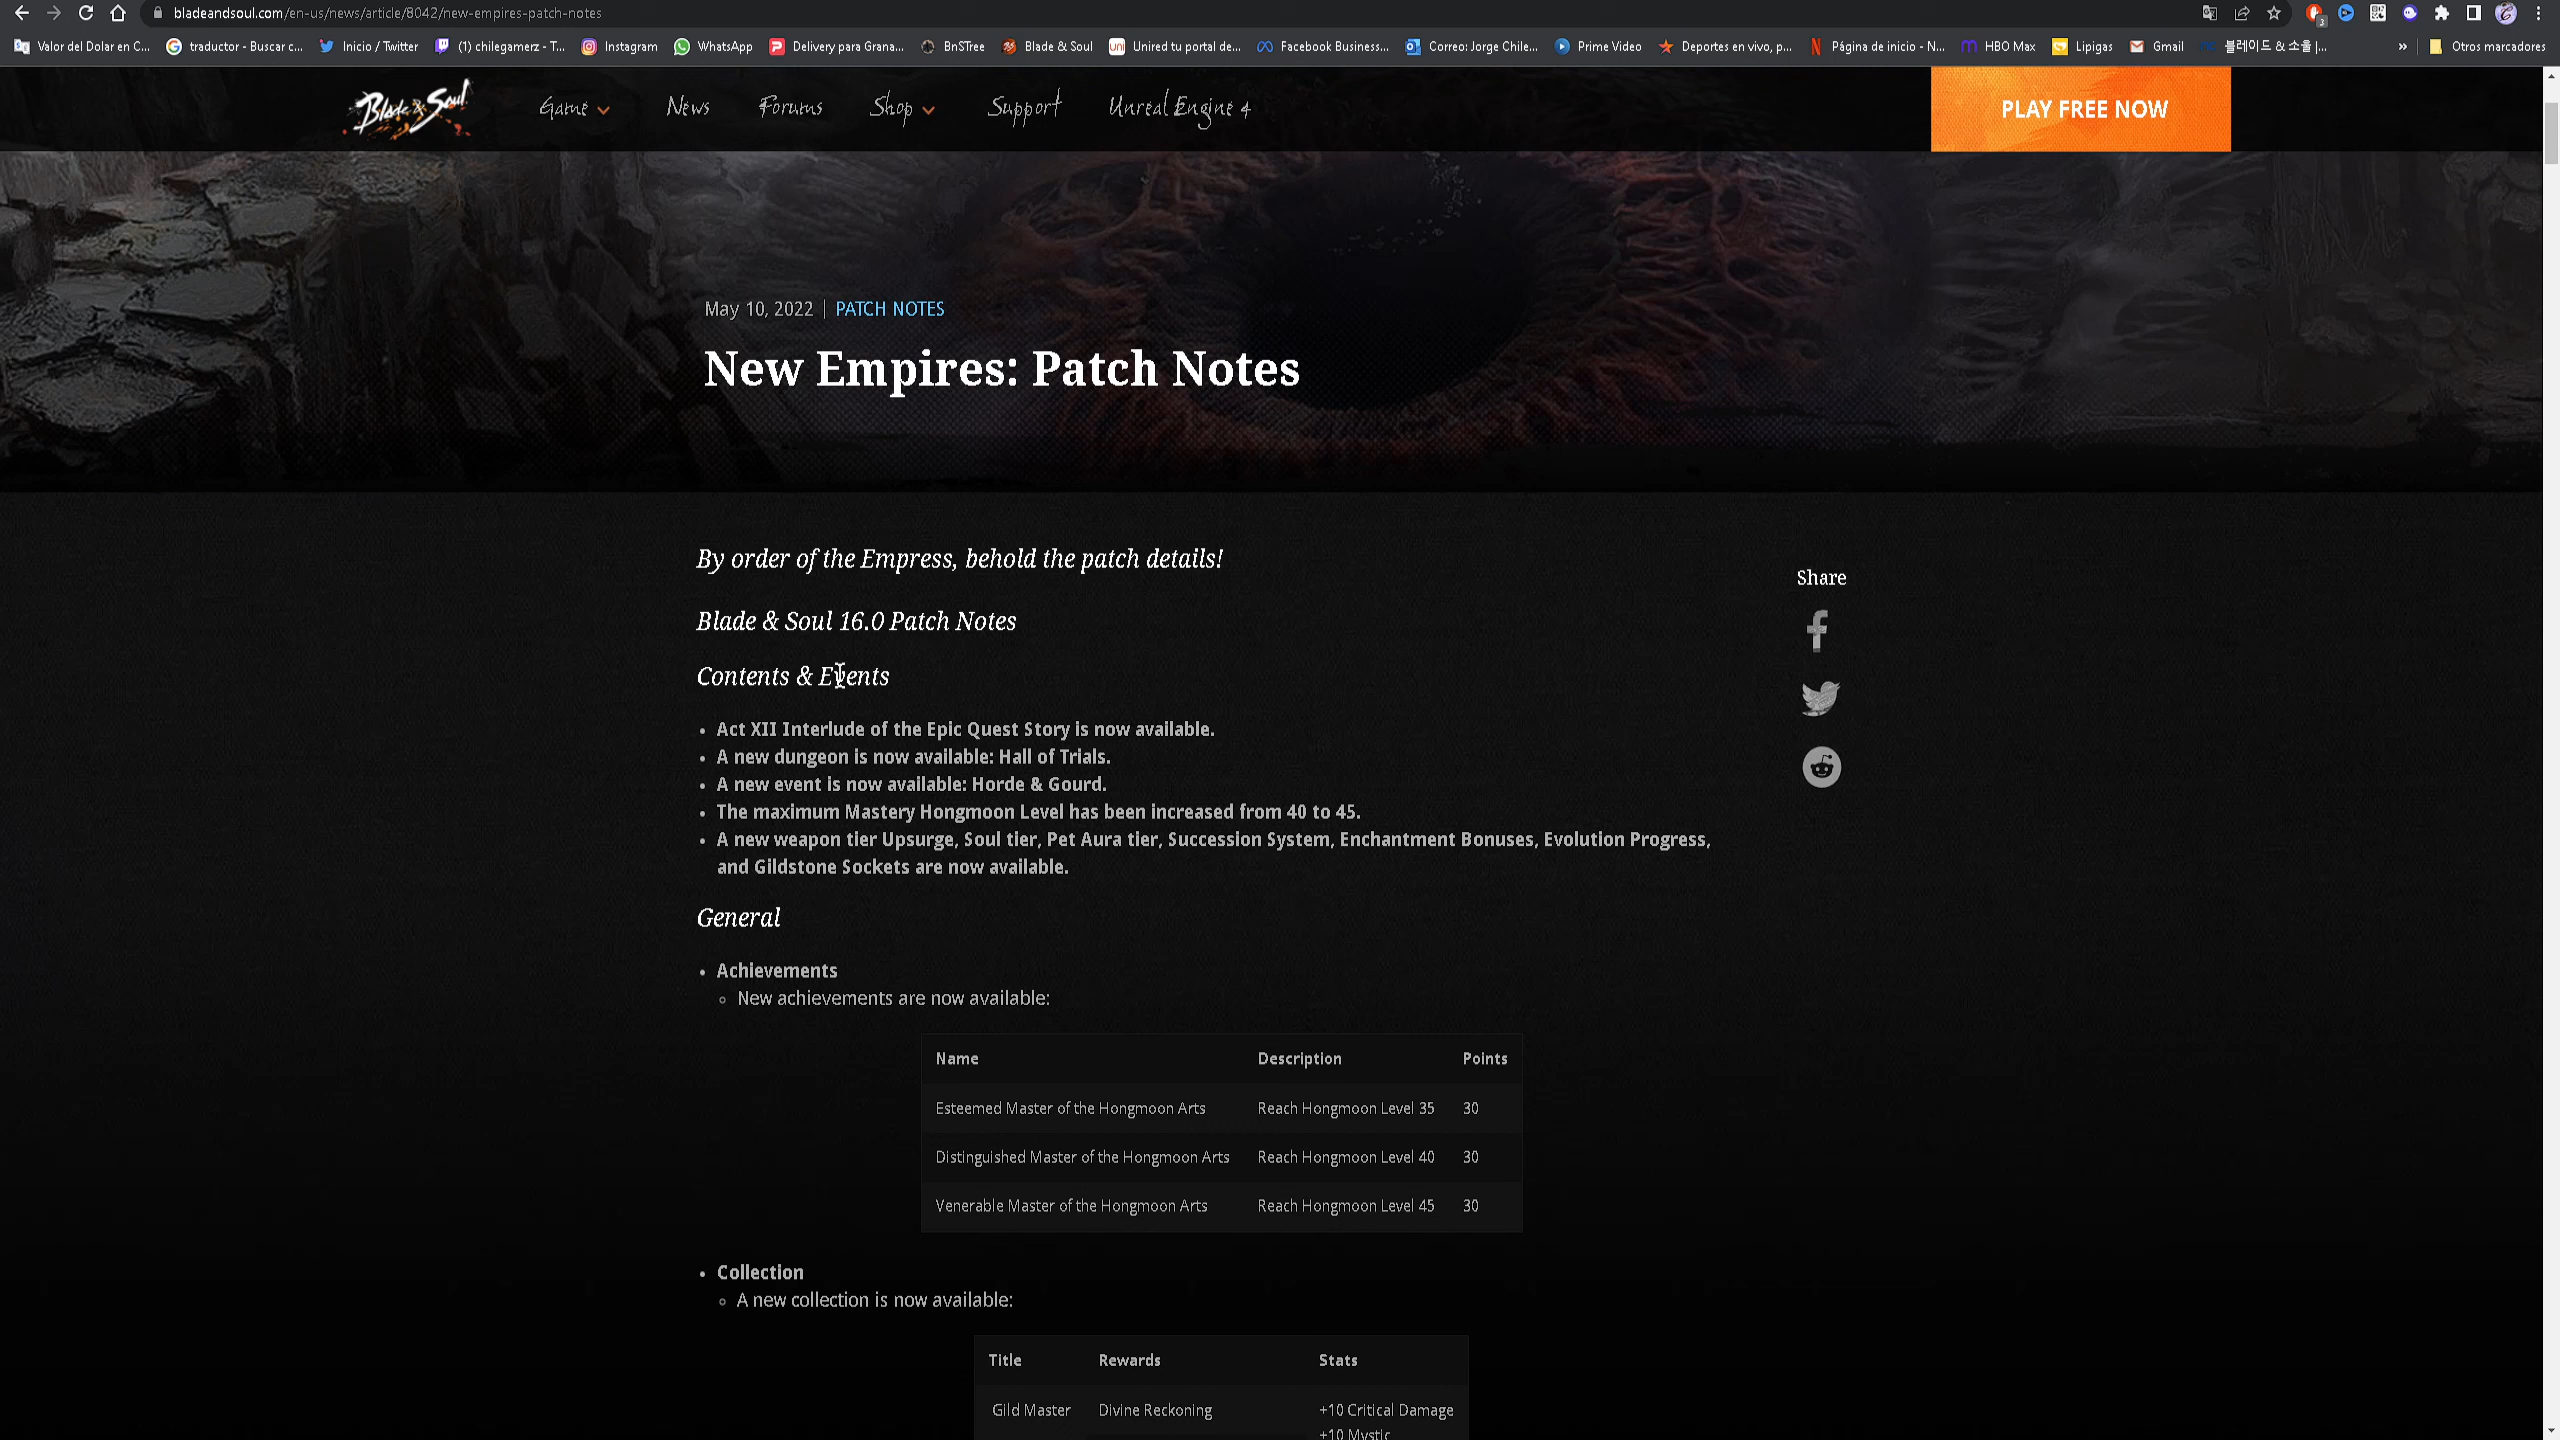 bladeandsoul.com/en-us/news/article/8042/new-empires-patch-notes
Valor del Dolar en C... traductor - Buscar c... Inicio / Twitter (1) chilegamerz - T... Instagram WhatsApp Delivery para Grana... BnSTree Blade & Soul Unired tu portal de... Facebook Business... Correo: Jorge Chile... Prime Video Deportes en vivo, p... Página de inicio - N... HBO Max Lipigas Gmail 블레이드 & 소울 |... » Otros marcadores
Blade & Soul Game News Forums Shop Support Unreal Engine 4 PLAY FREE NOW
May 10, 2022 | PATCH NOTES
New Empires: Patch Notes
By order of the Empress, behold the patch details!
Share
Blade & Soul 16.0 Patch Notes
Contents & Events
• Act XII Interlude of the Epic Quest Story is now available.
• A new dungeon is now available: Hall of Trials.
• A new event is now available: Horde & Gourd.
• The maximum Mastery Hongmoon Level has been increased from 40 to 45.
• A new weapon tier Upsurge, Soul tier, Pet Aura tier, Succession System, Enchantment Bonuses, Evolution Progress,
and Gildstone Sockets are now available.
General
• Achievements
◦ New achievements are now available:
Name Description Points
Esteemed Master of the Hongmoon Arts Reach Hongmoon Level 35 30
Distinguished Master of the Hongmoon Arts Reach Hongmoon Level 40 30
Venerable Master of the Hongmoon Arts Reach Hongmoon Level 45 30
• Collection
◦ A new collection is now available:
Title Rewards Stats
Gild Master Divine Reckoning +10 Critical Damage
+10 Mystic